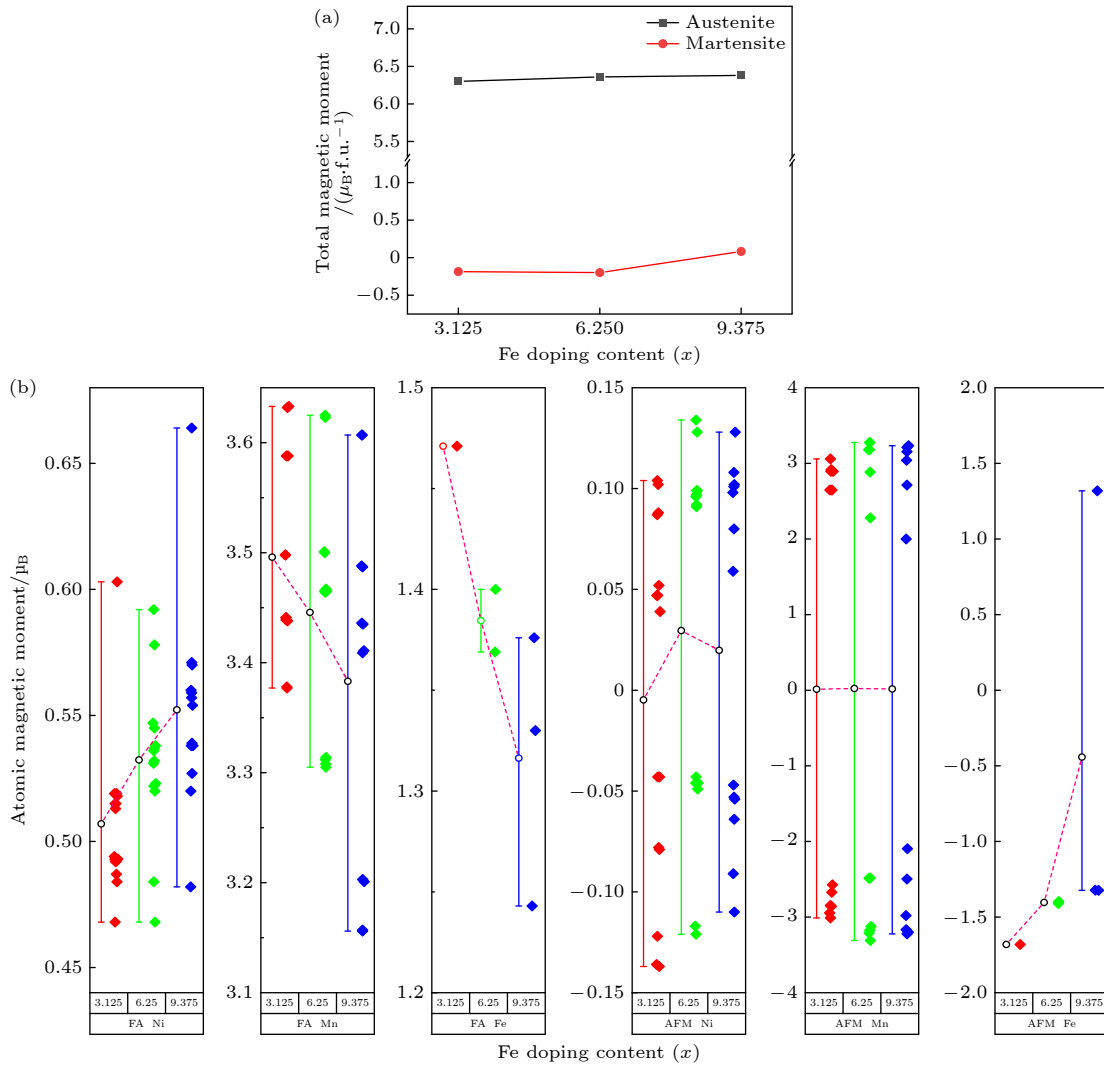 (a)
7.0
6.5
6.0
5.5
1.0
0
−0.5
Austenite
Martensite
Total magnetic moment
/(μB·f.u.⁻¹)
3.125 6.250 9.375
Fe doping content (x)
(b)
Atomic magnetic moment/μB
0.65
0.60
0.55
0.50
0.45
3.125 6.25 9.375
FA Ni
3.6
3.5
3.4
3.3
3.2
3.1
3.125 6.25 9.375
FA Mn
1.5
1.4
1.3
1.2
3.125 6.25 9.375
FA Fe
0.15
0.10
0.05
0
−0.05
−0.10
−0.15
3.125 6.25 9.375
AFM Ni
4
3
2
1
0
−1
−2
−3
−4
3.125 6.25 9.375
AFM Mn
2.0
1.5
1.0
0.5
0
−0.5
−1.0
−1.5
−2.0
3.125 6.25 9.375
AFM Fe
Fe doping content (x)